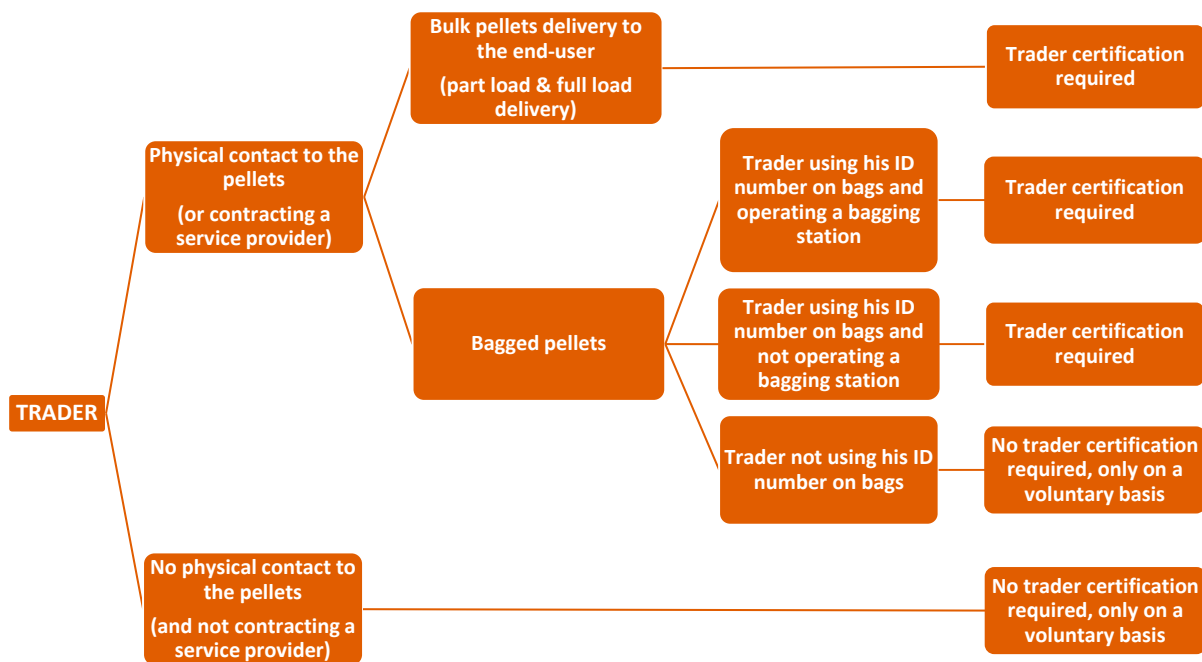 TRADER
Physical contact to the
pellets
(or contracting a
service provider)
Bulk pellets delivery to
the end-user
(part load & full load
delivery)
Trader certification
required
Bagged pellets
Trader using his ID
number on bags and
operating a bagging
station
Trader certification
required
Trader using his ID
number on bags and
not operating a
bagging station
Trader certification
required
Trader not using his ID
number on bags
No trader certification
required, only on a
voluntary basis
No physical contact to
the pellets
(and not contracting a
service provider)
No trader certification
required, only on a
voluntary basis